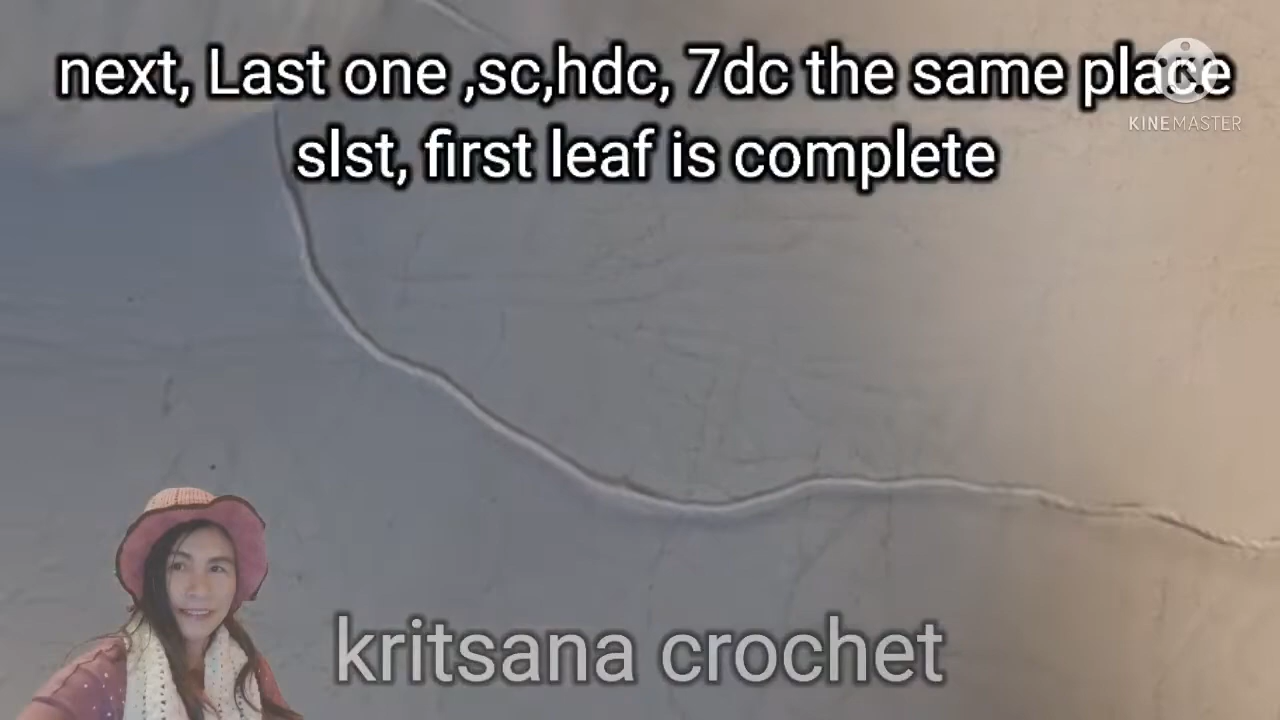 next, Last one ,sc,hdc, 7dc the same place
KINEMASTER
slst, first leaf is complete
kritsana crochet